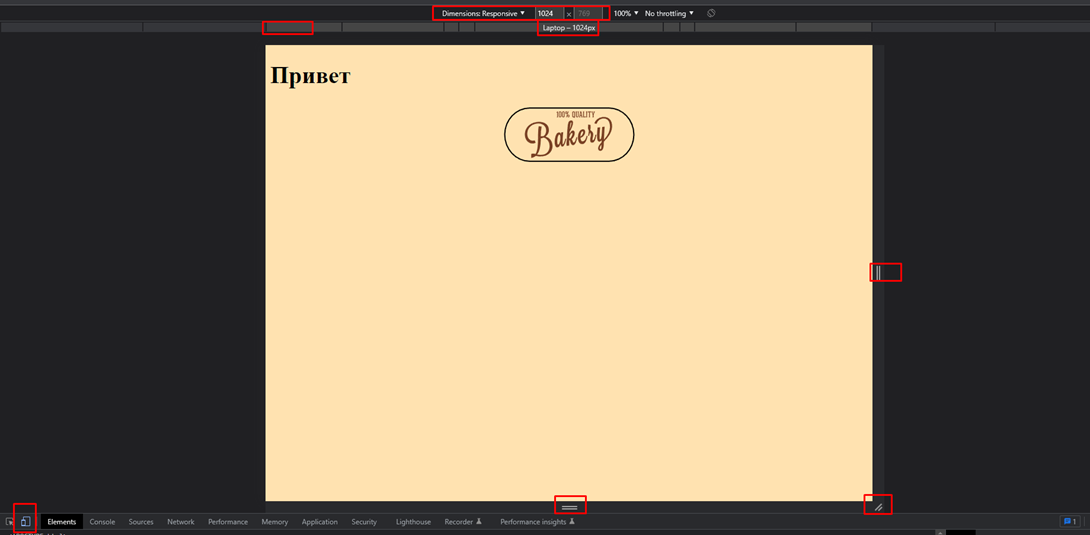 Dimensions: Responsive 1024 x 769 100% No throttling
Laptop – 1024px
Привет
100% QUALITY
Bakery
Elements Console Sources Network Performance Memory Application Security Lighthouse Recorder Performance insights 1